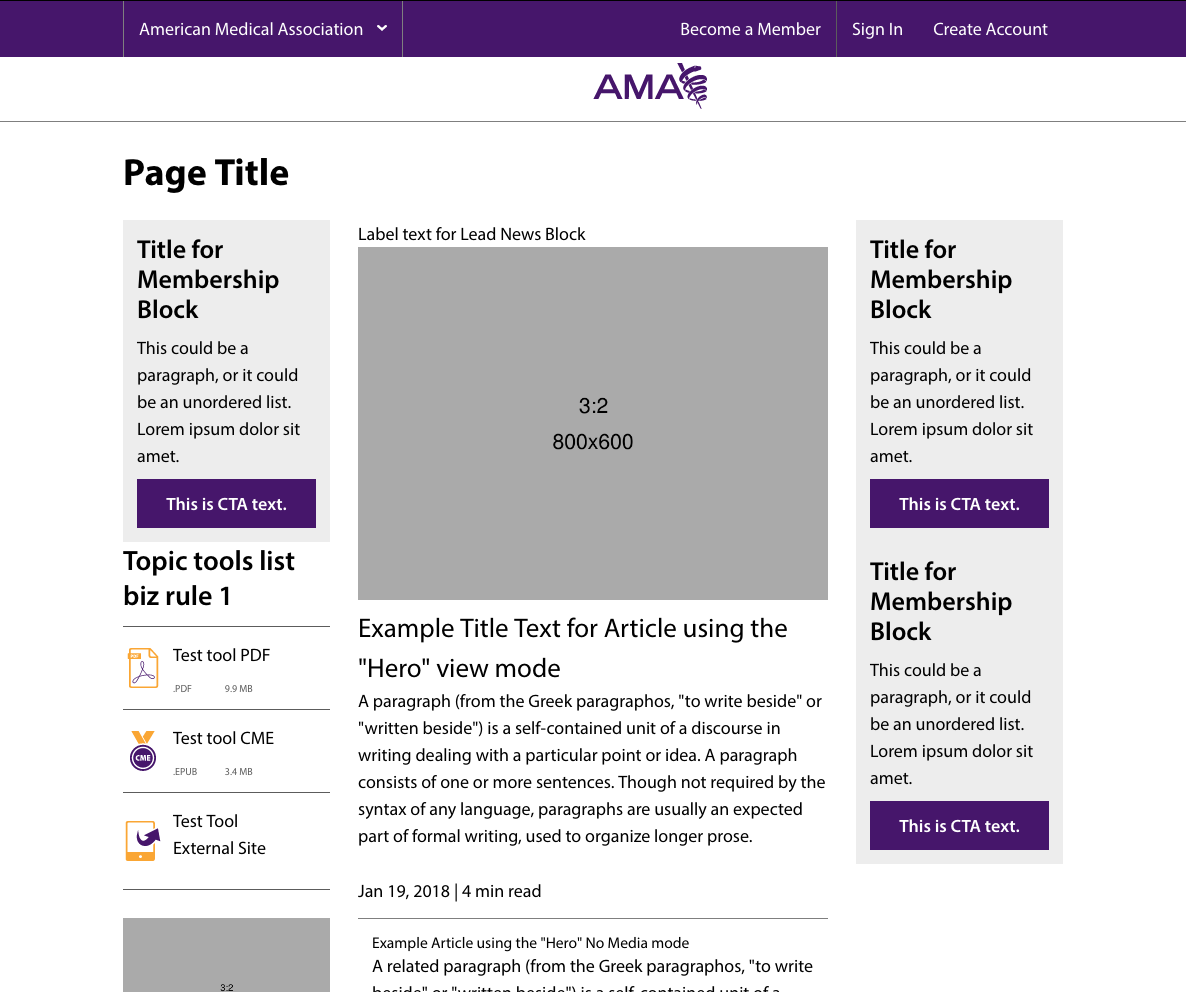 American Medical Association
Become a Member
Sign In
Create Account
AMA
Page Title
Title for
Membership
Block
This could be a
paragraph, or it could
be an unordered list.
Lorem ipsum dolor sit
amet.
This is CTA text.
Topic tools list
biz rule 1
PDF
Test tool PDF
.PDF 9.9 MB
CME
Test tool CME
.EPUB 3.4 MB
Test Tool
External Site
3:2
Label text for Lead News Block
3:2
800x600
Example Title Text for Article using the
"Hero" view mode
A paragraph (from the Greek paragraphos, "to write beside" or
"written beside") is a self-contained unit of a discourse in
writing dealing with a particular point or idea. A paragraph
consists of one or more sentences. Though not required by the
syntax of any language, paragraphs are usually an expected
part of formal writing, used to organize longer prose.
Jan 19, 2018 | 4 min read
Example Article using the "Hero" No Media mode
A related paragraph (from the Greek paragraphos, "to write
beside" or "written beside") is a self-contained unit of a
Title for
Membership
Block
This could be a
paragraph, or it could
be an unordered list.
Lorem ipsum dolor sit
amet.
This is CTA text.
Title for
Membership
Block
This could be a
paragraph, or it could
be an unordered list.
Lorem ipsum dolor sit
amet.
This is CTA text.